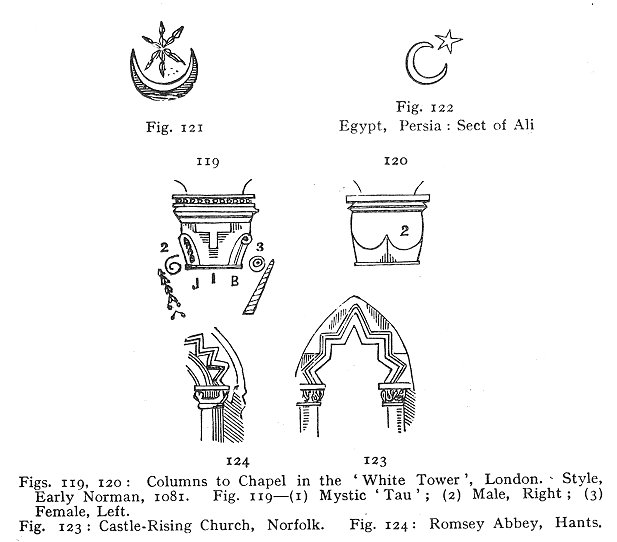 Fig. 121
Fig. 122
Egypt, Persia : Sect of Ali
119
120
2
3
J I B
2
124
123
Figs. 119, 120: Columns to Chapel in the ‘White Tower’, London. Style,
Early Norman, 1081. Fig. 119—(1) Mystic ‘Tau’; (2) Male, Right; (3)
Female, Left.
Fig. 123: Castle-Rising Church, Norfolk. Fig. 124: Romsey Abbey, Hants.